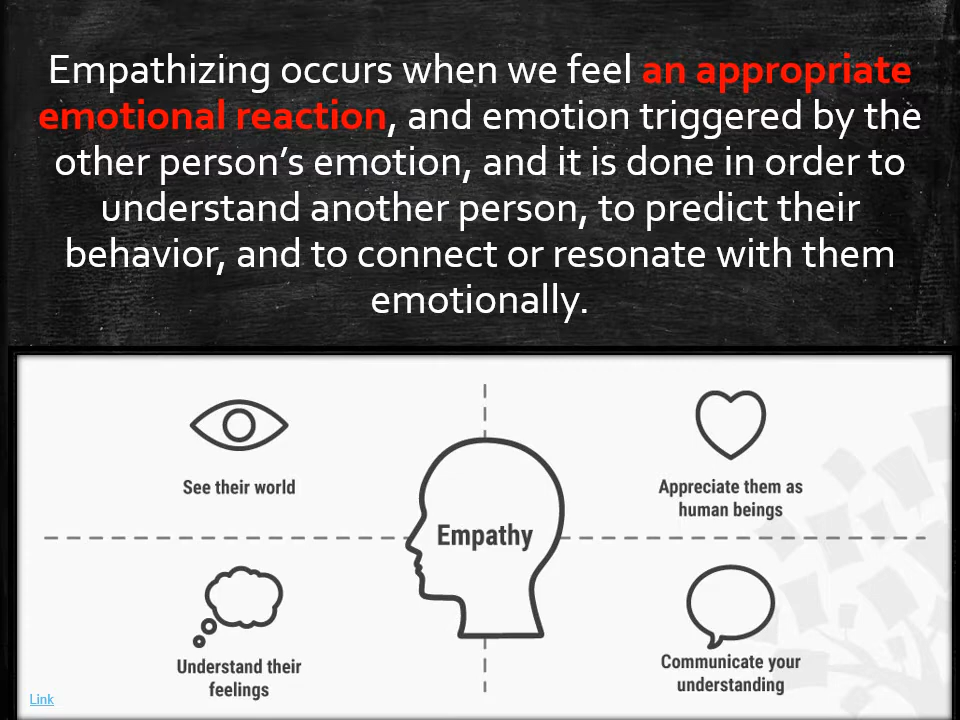 Empathizing occurs when we feel an appropriate
emotional reaction, and emotion triggered by the
other person’s emotion, and it is done in order to
understand another person, to predict their
behavior, and to connect or resonate with them
emotionally.
See their world
Appreciate them as
human beings
Empathy
Understand their
feelings
Communicate your
understanding
Link